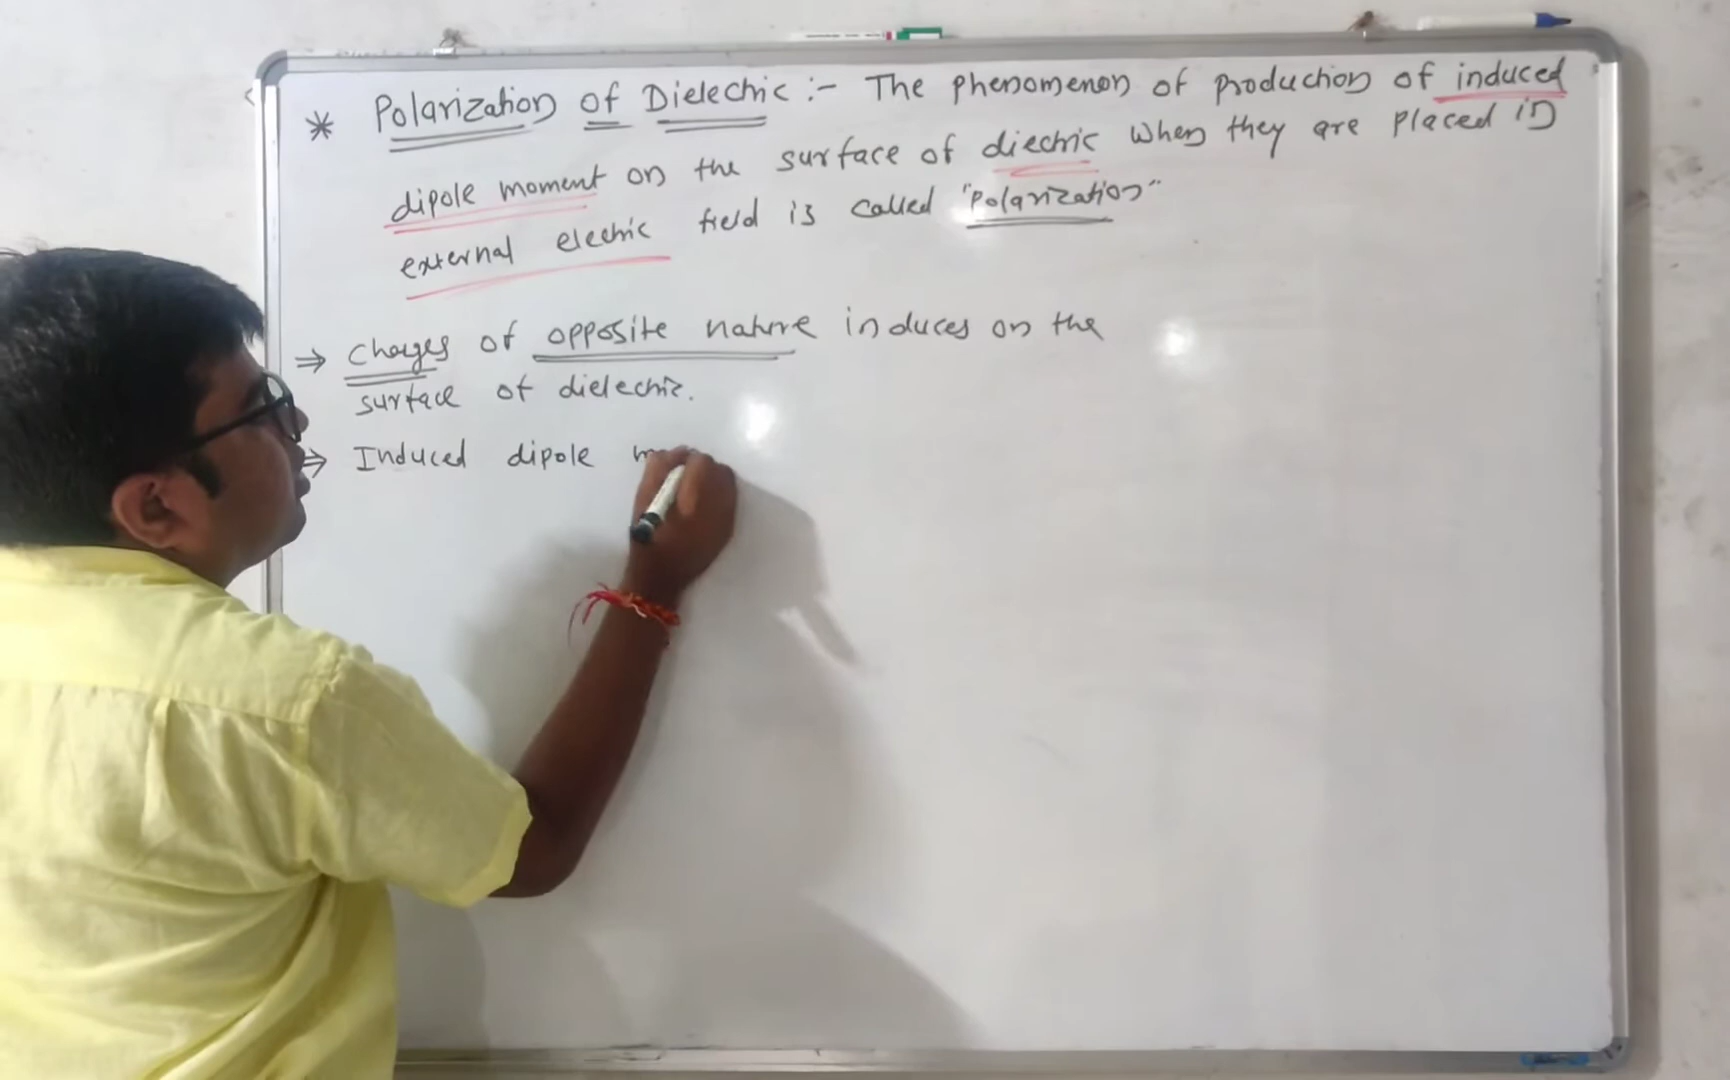 * Polarization of Dielectric :- The phenomenon of production of induced
dipole moment on the surface of diectric when they are placed in
external electric field is called "Polarization"
⇒ Charges of opposite nature induces on the
surface of dielectric.
⇒ Induced dipole